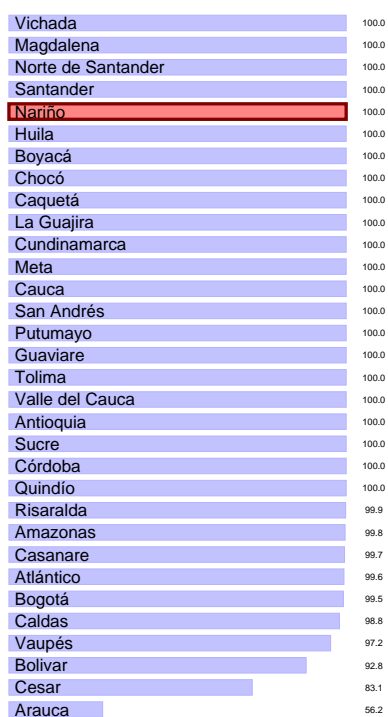 Vichada 100.0
Magdalena 100.0
Norte de Santander 100.0
Santander 100.0
Nariño 100.0
Huila 100.0
Boyacá 100.0
Chocó 100.0
Caquetá 100.0
La Guajira 100.0
Cundinamarca 100.0
Meta 100.0
Cauca 100.0
San Andrés 100.0
Putumayo 100.0
Guaviare 100.0
Tolima 100.0
Valle del Cauca 100.0
Antioquia 100.0
Sucre 100.0
Córdoba 100.0
Quindío 100.0
Risaralda 99.9
Amazonas 99.8
Casanare 99.7
Atlántico 99.6
Bogotá 99.5
Caldas 98.8
Vaupés 97.2
Bolivar 92.8
Cesar 83.1
Arauca 56.2